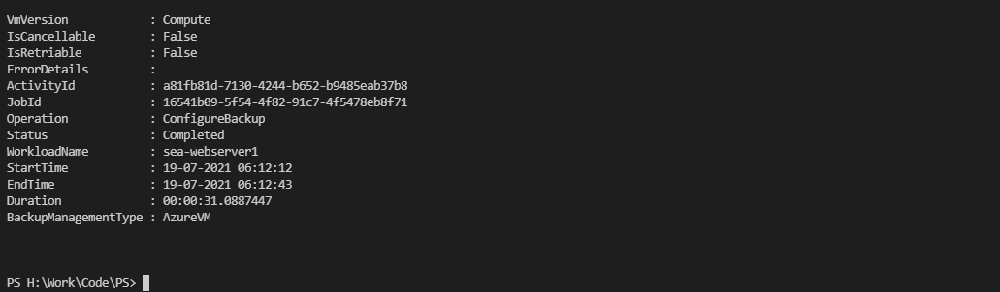 VmVersion            : Compute
IsCancellable        : False
IsRetriable          : False
ErrorDetails         :
ActivityId           : a81fb81d-7130-4244-b652-b9485eab37b8
JobId                : 16541b09-5f54-4f82-91c7-4f5478eb8f71
Operation            : ConfigureBackup
Status               : Completed
WorkloadName         : sea-webserver1
StartTime            : 19-07-2021 06:12:12
EndTime              : 19-07-2021 06:12:43
Duration             : 00:00:31.0887447
BackupManagementType : AzureVM
PS H:\Work\Code\PS>